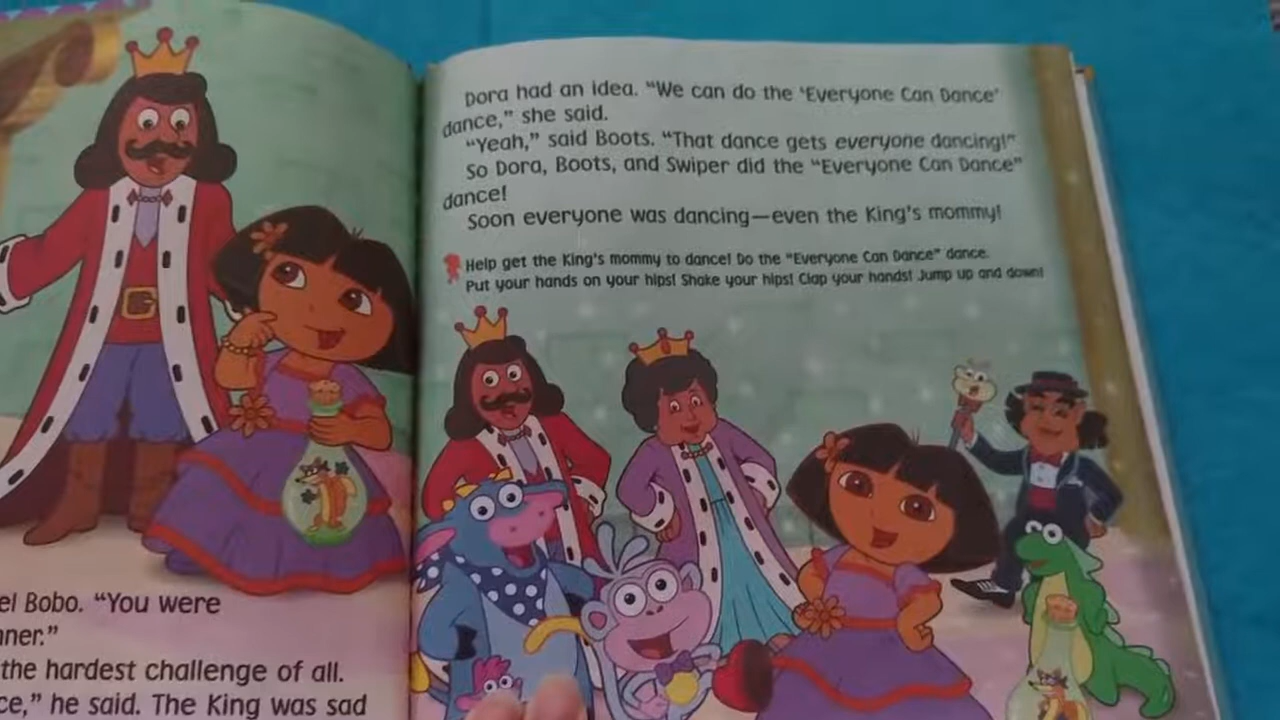 el Bobo. “You were
nner.”
the hardest challenge of all.
ce,” he said. The King was sad
Dora had an idea. “We can do the ‘Everyone Can Dance’
dance,” she said.
“Yeah,” said Boots. “That dance gets everyone dancing!”
So Dora, Boots, and Swiper did the “Everyone Can Dance”
dance!
Soon everyone was dancing—even the King’s mommy!
Help get the King’s mommy to dance! Do the “Everyone Can Dance” dance.
Put your hands on your hips! Shake your hips! Clap your hands! Jump up and down!